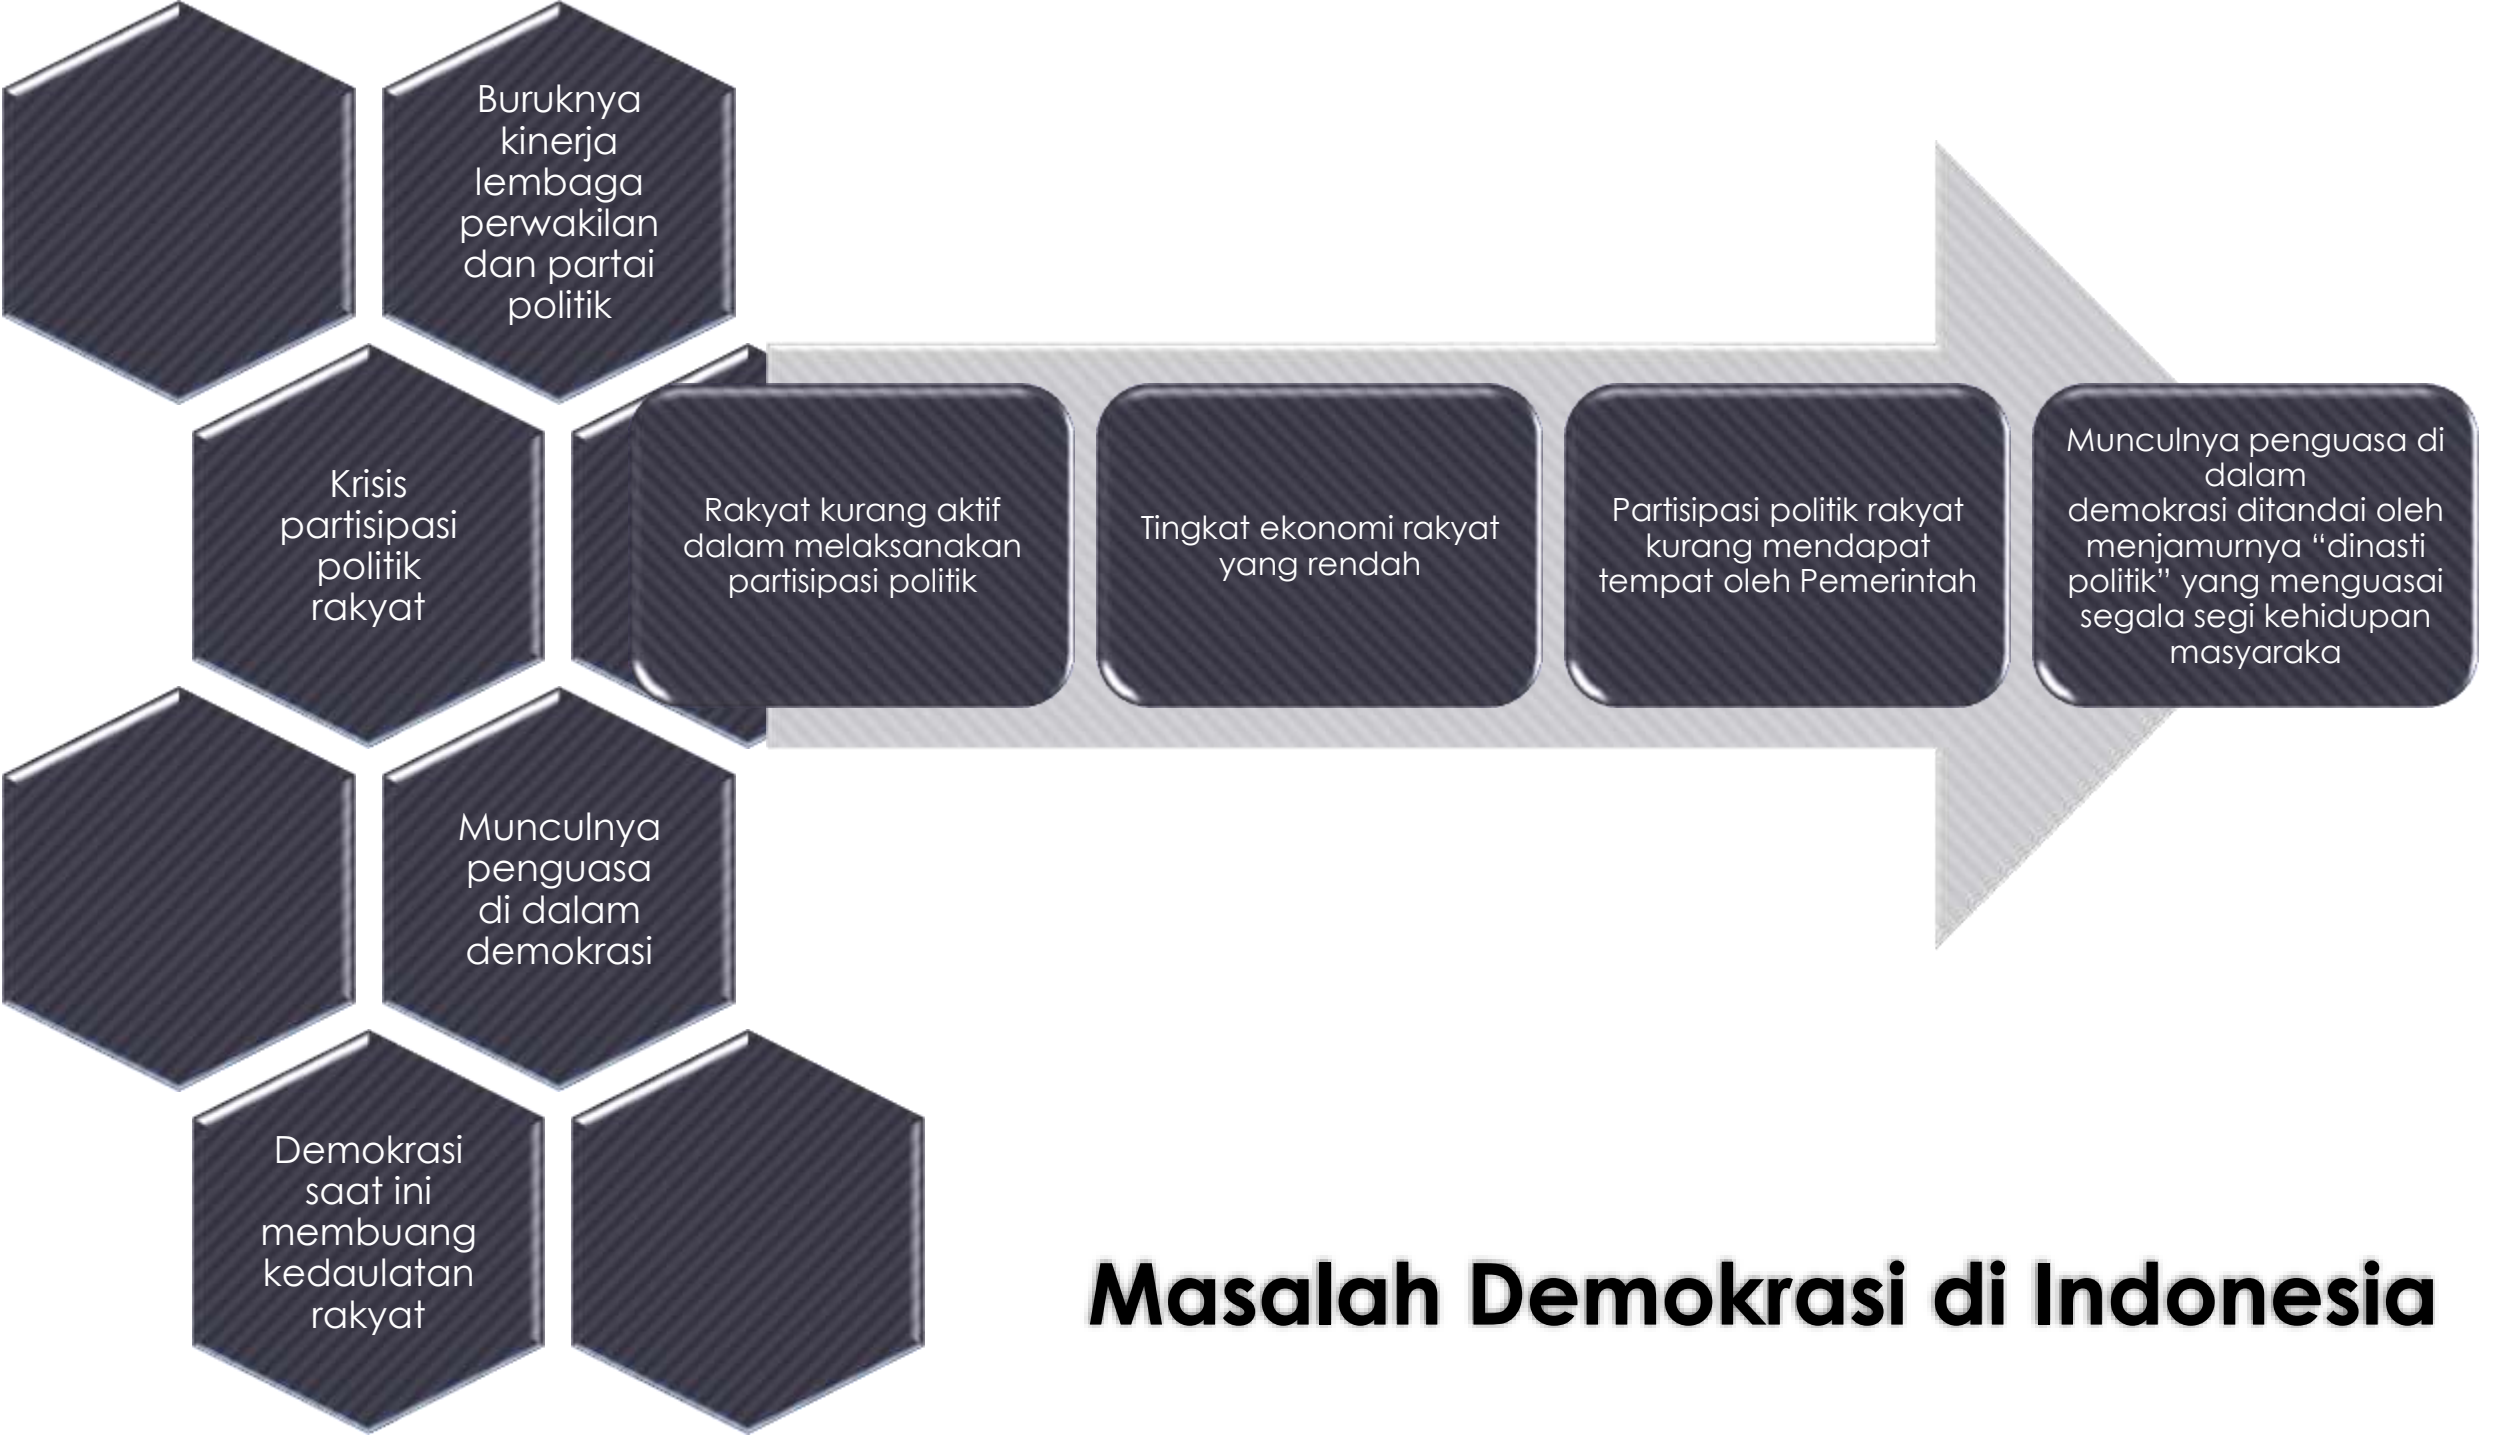 Buruknya
kinerja
lembaga
perwakilan
dan partai
politik
Krisis
partisipasi
politik
rakyat
Rakyat kurang aktif
dalam melaksanakan
partisipasi politik
Tingkat ekonomi rakyat
yang rendah
Partisipasi politik rakyat
kurang mendapat
tempat oleh Pemerintah
Munculnya penguasa di
dalam
demokrasi ditandai oleh
menjamurnya “dinasti
politik” yang menguasai
segala segi kehidupan
masyaraka
Munculnya
penguasa
di dalam
demokrasi
Demokrasi
saat ini
membuang
kedaulatan
rakyat
Masalah Demokrasi di Indonesia